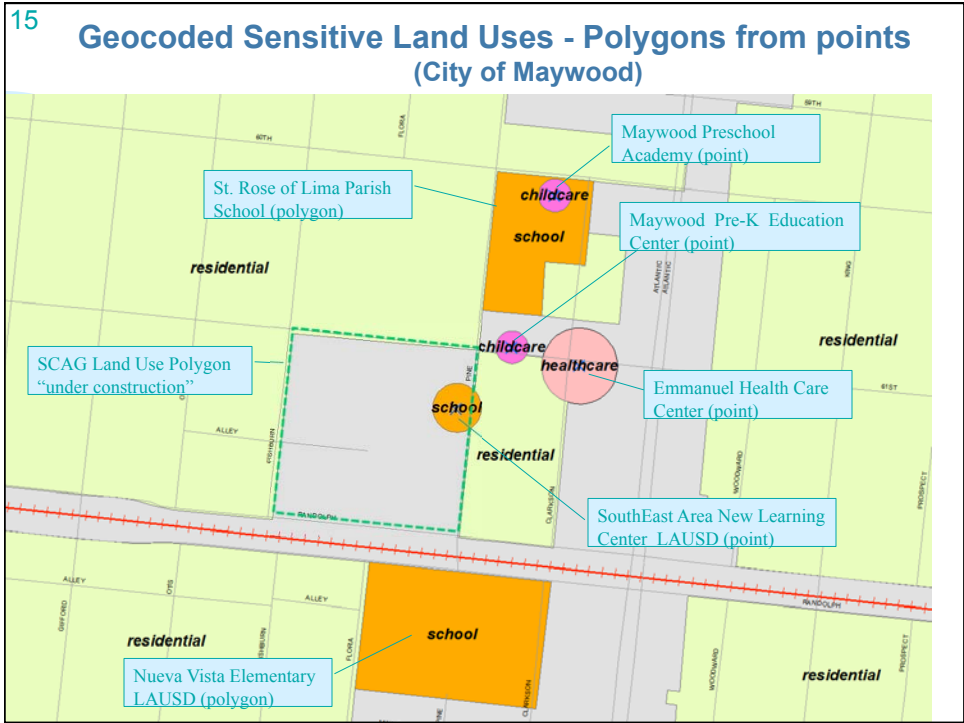 15
Geocoded Sensitive Land Uses - Polygons from points
(City of Maywood)
60TH
FLORA
59TH
Maywood Preschool
Academy (point)
St. Rose of Lima Parish
School (polygon)
childcare
school
Maywood Pre-K Education
Center (point)
residential
ATLANTIC
ATLANTIC
KING
residential
childcare
healthcare
SCAG Land Use Polygon
“under construction”
PINE
61ST
Emmanuel Health Care
Center (point)
school
ALLEY
FISHBURN
residential
WOODWARD
PROSPECT
CLARKSON
SouthEast Area New Learning
Center LAUSD (point)
RANDOLPH
RANDOLPH
ALLEY
GIFFORD
ALLEY
FLORA
residential
school
WOODWARD
PROSPECT
residential
Nueva Vista Elementary
LAUSD (polygon)
CLARKSON